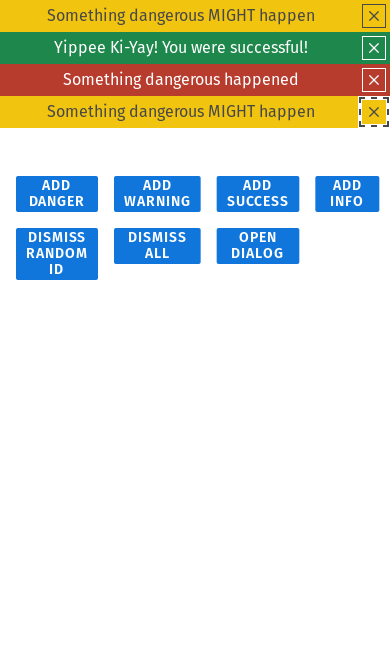 Something dangerous MIGHT happen
Yippee Ki-Yay! You were successful!
Something dangerous happened
Something dangerous MIGHT happen
ADD DANGER
ADD WARNING
ADD SUCCESS
ADD INFO
DISMISS RANDOM ID
DISMISS ALL
OPEN DIALOG